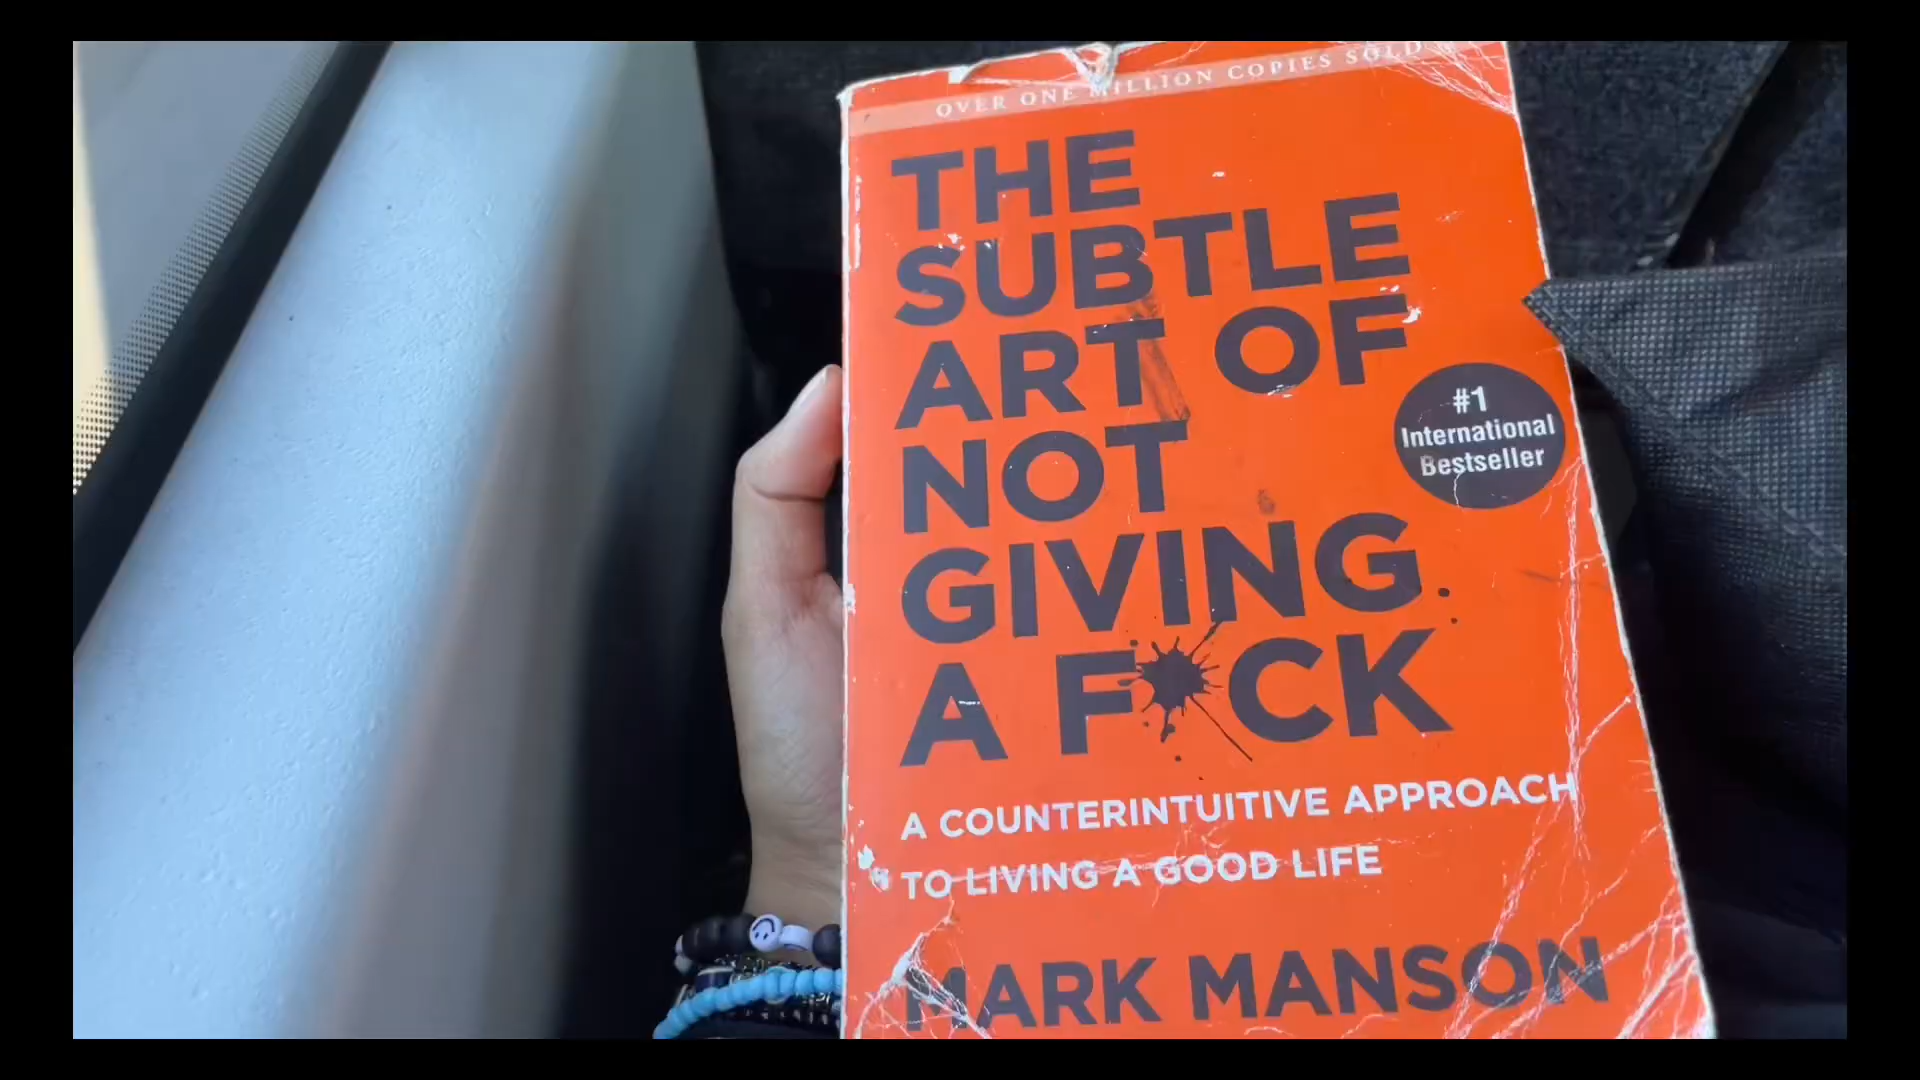 OVER ONE MILLION COPIES SOLD
THE
SUBTLE
ART OF
NOT
GIVING
A F*CK
#1
International
Bestseller
A COUNTERINTUITIVE APPROACH
TO LIVING A GOOD LIFE
MARK MANSON